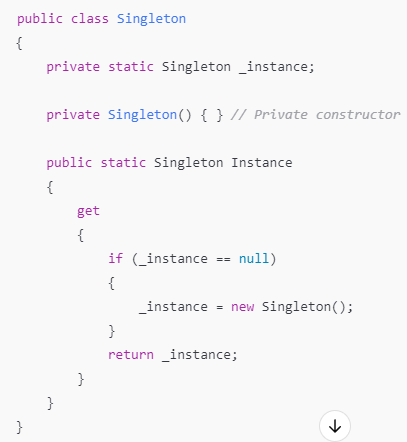 public class Singleton
{
    private static Singleton _instance;

    private Singleton() { } // Private constructor

    public static Singleton Instance
    {
        get
        {
            if (_instance == null)
            {
                _instance = new Singleton();
            }
            return _instance;
        }
    }
}